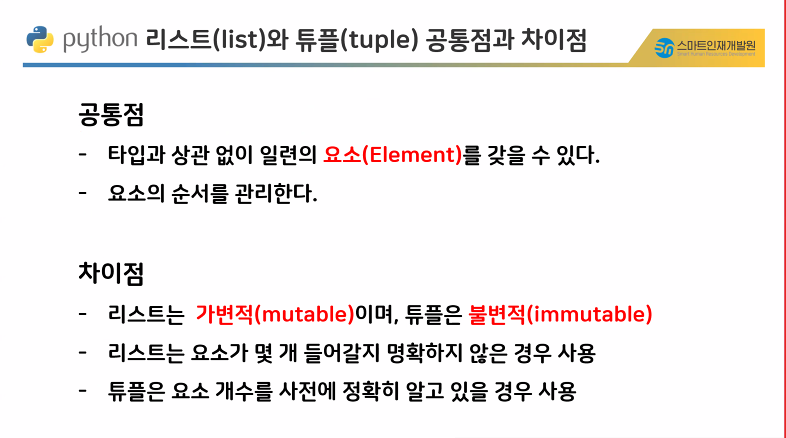 python 리스트(list)와 튜플(tuple) 공통점과 차이점
스마트인재개발원
Smart Human Resources Development
공통점
- 타입과 상관 없이 일련의 요소(Element)를 갖을 수 있다.
- 요소의 순서를 관리한다.
차이점
- 리스트는 가변적(mutable)이며, 튜플은 불변적(immutable)
- 리스트는 요소가 몇 개 들어갈지 명확하지 않은 경우 사용
- 튜플은 요소 개수를 사전에 정확히 알고 있을 경우 사용